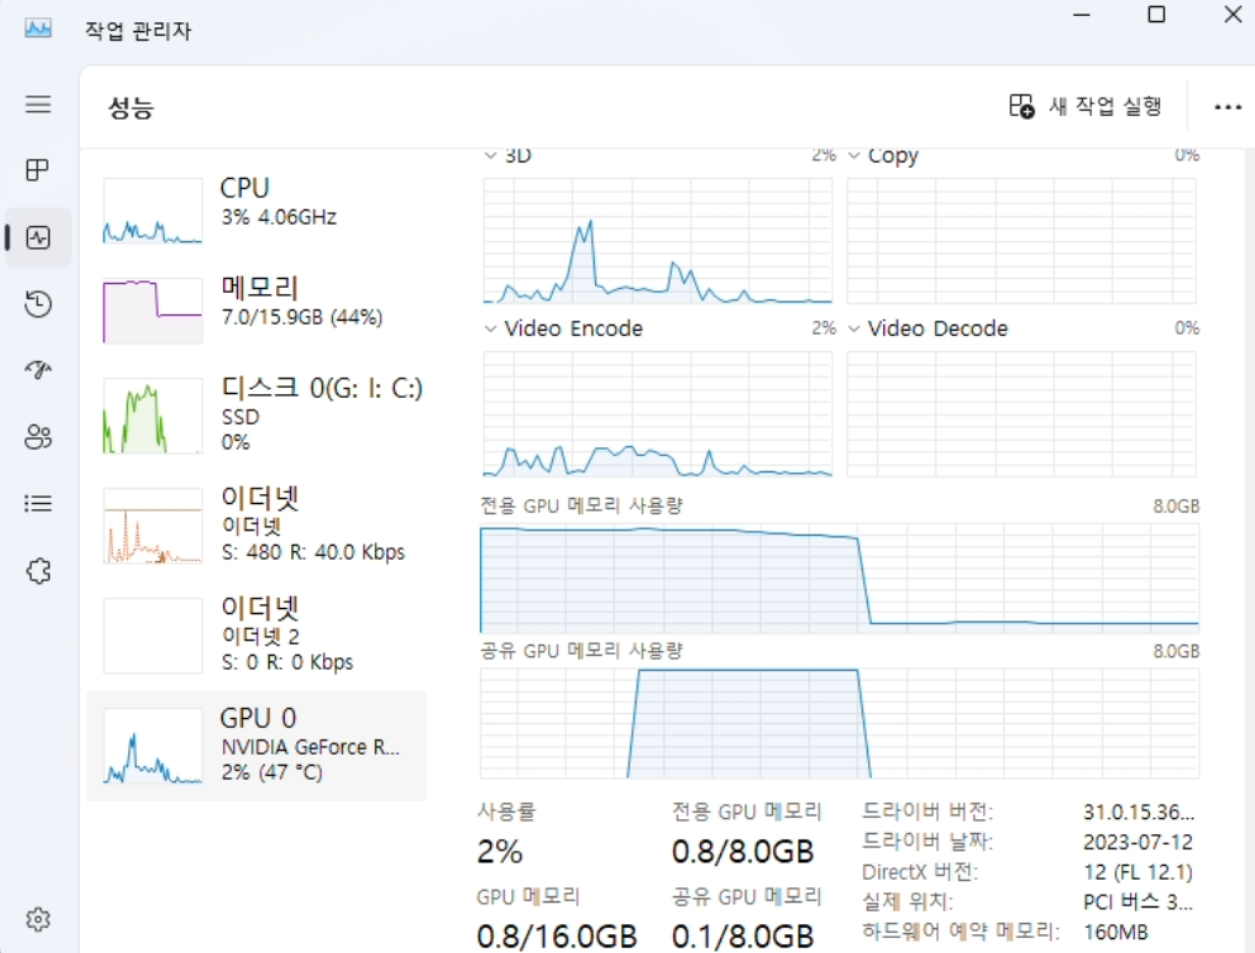 작업 관리자
성능
새 작업 실행
CPU
3% 4.06GHz
메모리
7.0/15.9GB (44%)
디스크 0(G: I: C:)
SSD
0%
이더넷
이더넷
S: 480 R: 40.0 Kbps
이더넷
이더넷 2
S: 0 R: 0 Kbps
GPU 0
NVIDIA GeForce R...
2% (47 °C)
3D 2%
Copy 0%
Video Encode 2%
Video Decode 0%
전용 GPU 메모리 사용량 8.0GB
공유 GPU 메모리 사용량 8.0GB
사용률
2%
전용 GPU 메모리
0.8/8.0GB
GPU 메모리
0.8/16.0GB
공유 GPU 메모리
0.1/8.0GB
드라이버 버전: 31.0.15.36...
드라이버 날짜: 2023-07-12
DirectX 버전: 12 (FL 12.1)
실제 위치: PCI 버스 3...
하드웨어 예약 메모리: 160MB